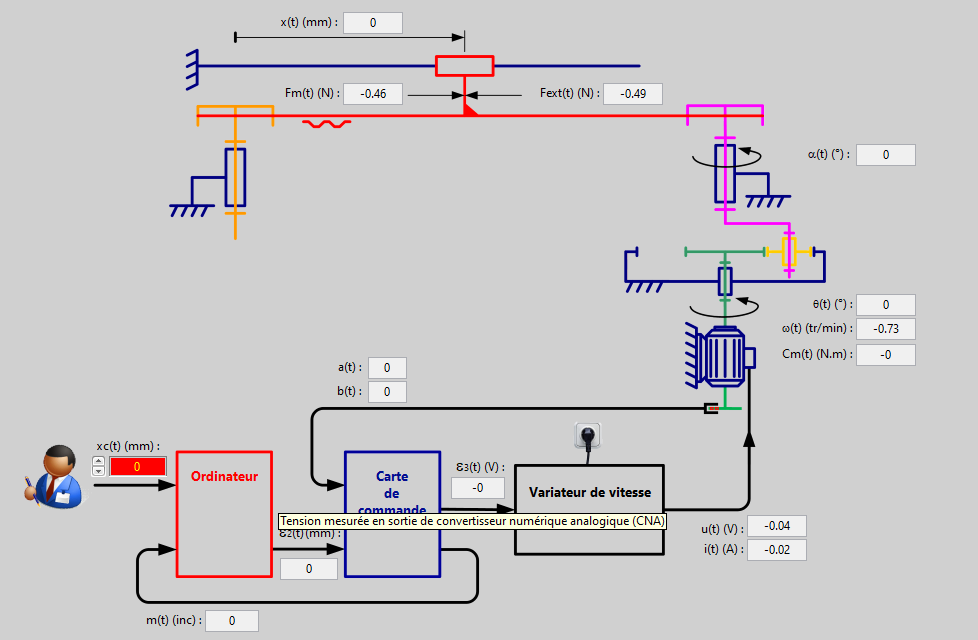 x(t) (mm) : 0
Fm(t) (N) : -0.46
Fext(t) (N) : -0.49
α(t) (°) : 0
θ(t) (°) : 0
ω(t) (tr/min) : -0.73
Cm(t) (N.m) : -0
a(t) : 0
b(t) : 0
xc(t) (mm) :
0
Ordinateur
Carte
de
commande
ε3(t) (V) :
-0
Variateur de vitesse
Tension mesurée en sortie de convertisseur numérique analogique (CNA)
ε2(t) (mm) :
0
u(t) (V) : -0.04
i(t) (A) : -0.02
m(t) (inc) : 0